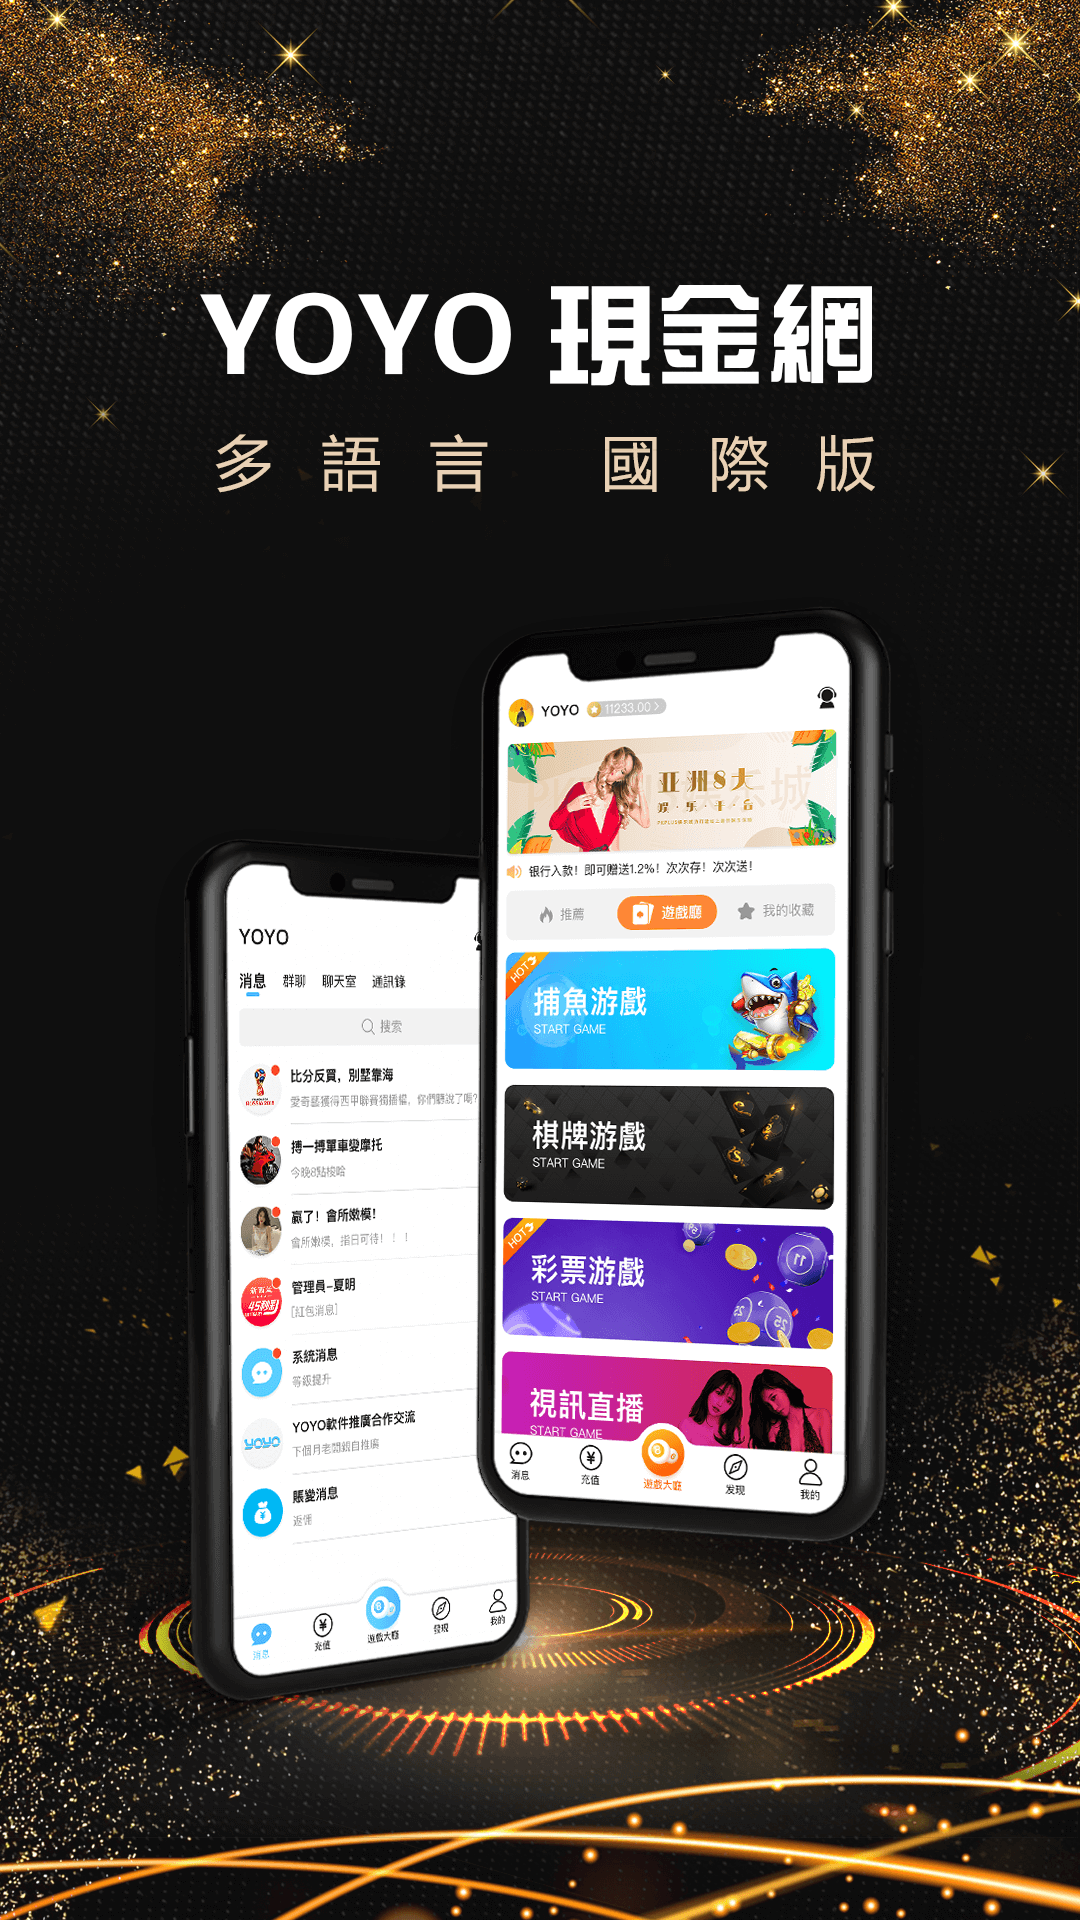 YOYO 現金網
多語言 國際版
YOYO 11233.00 >
亚洲8大
娱·乐·平·台
银行入款！即可赠送1.2%！次次存！次次送！
推薦 遊戲廳 我的收藏
HOT
捕魚游戲
START GAME
棋牌游戲
START GAME
HOT
彩票游戲
START GAME
視訊直播
START GAME
消息 充值 遊戲大廳 发现 我的
YOYO
消息 群聊 聊天室 通訊錄
搜索
比分反買，別墅靠海
愛奇藝獲得西甲聯賽獨播權，你們聽說了嗎？
搏一搏單車變摩托
今晚8點梭哈
贏了！會所嫩模！
會所嫩模，指日可待！！！
管理員-夏明
[紅包消息]
系統消息
等級提升
YOYO軟件推廣合作交流
下個月老闆親自推廣
賬變消息
返佣
消息 充值 遊戲大廳 發現 我的